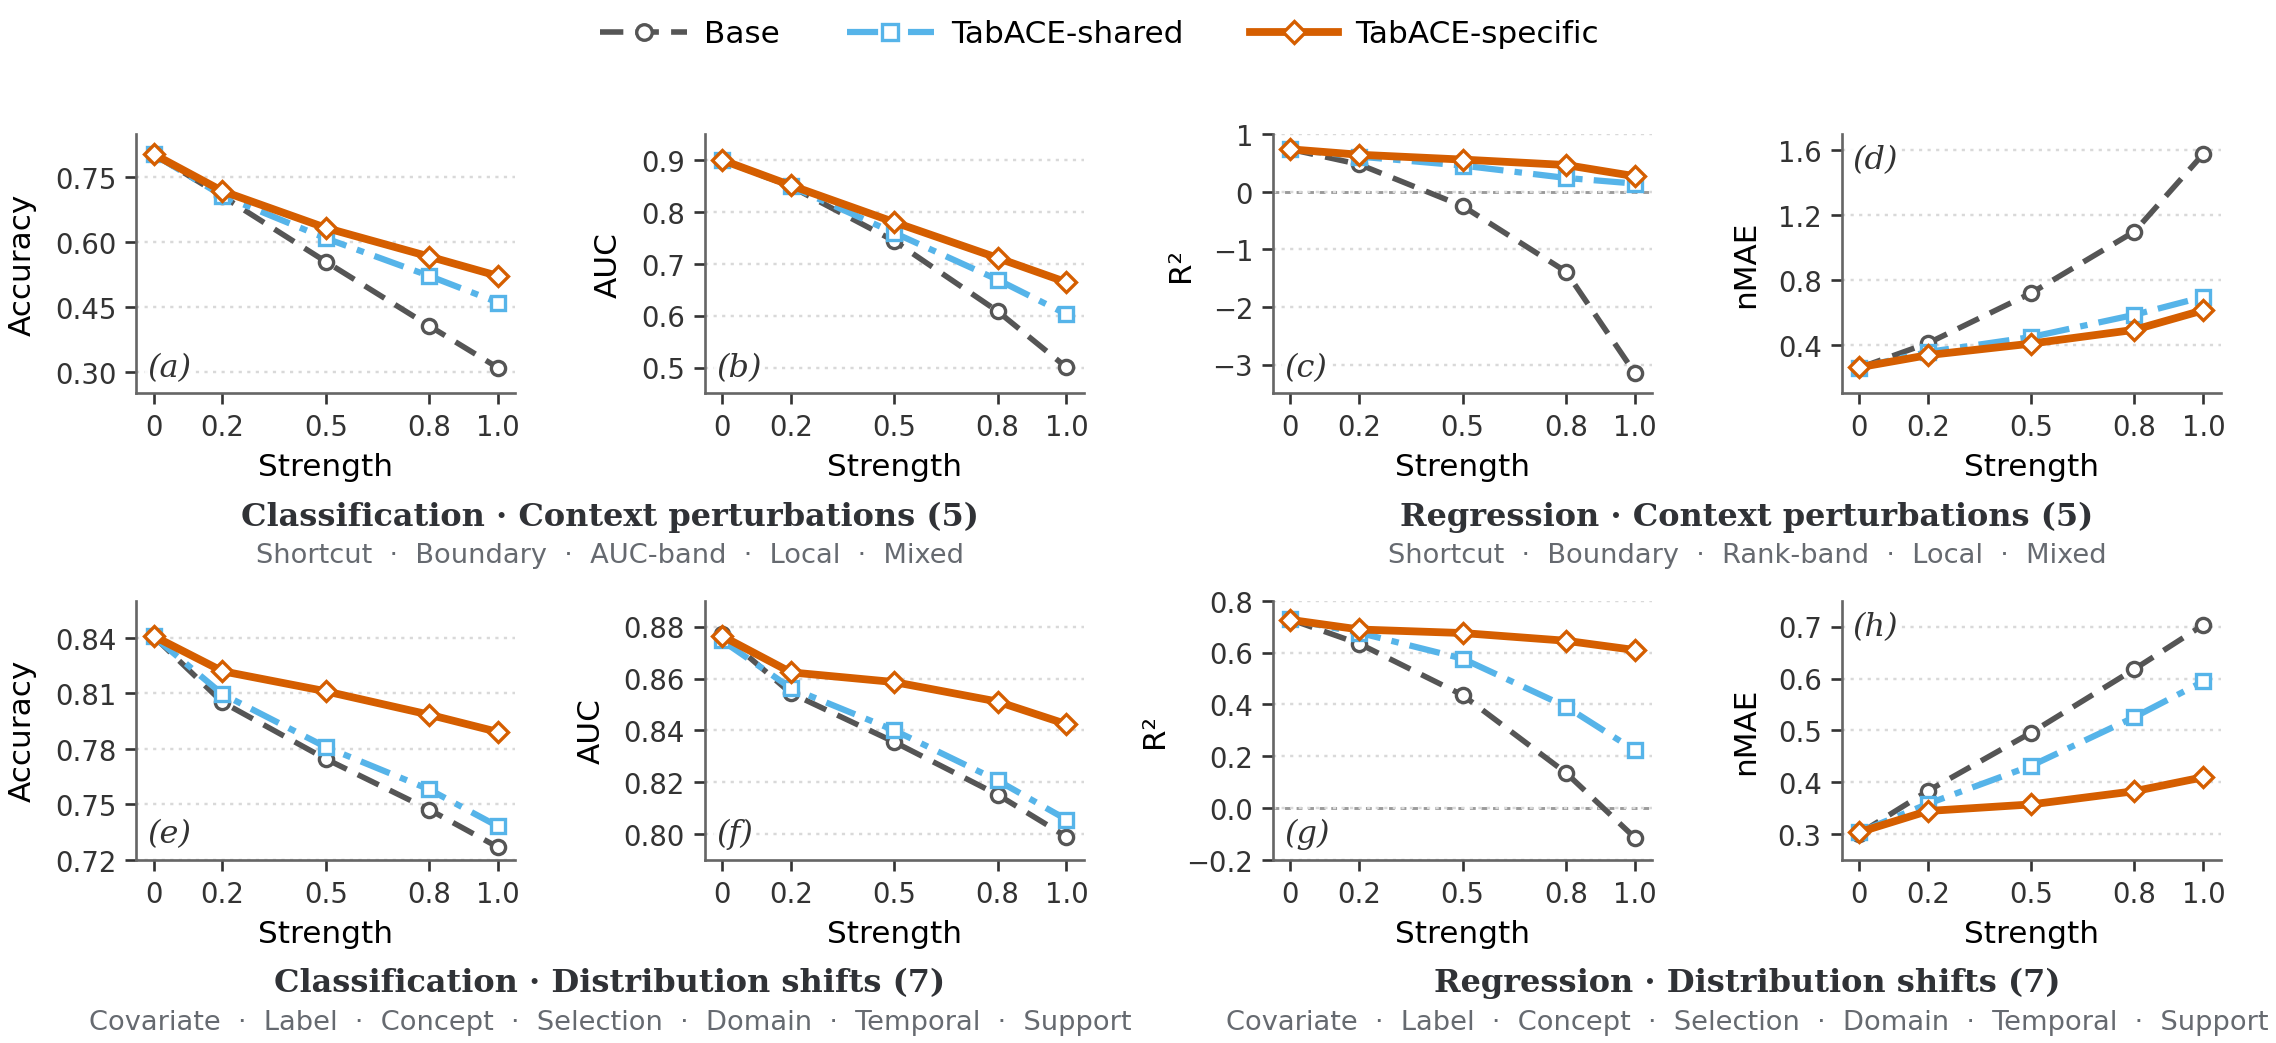 Base TabACE-shared TabACE-specific
Accuracy
0.75
0.60
0.45
0.30
(a)
0 0.2 0.5 0.8 1.0
Strength
AUC
0.9
0.8
0.7
0.6
0.5
(b)
0 0.2 0.5 0.8 1.0
Strength
Classification · Context perturbations (5)
Shortcut · Boundary · AUC-band · Local · Mixed
R²
1
0
−1
−2
−3
(c)
0 0.2 0.5 0.8 1.0
Strength
nMAE
1.6
1.2
0.8
0.4
(d)
0 0.2 0.5 0.8 1.0
Strength
Regression · Context perturbations (5)
Shortcut · Boundary · Rank-band · Local · Mixed
Accuracy
0.84
0.81
0.78
0.75
0.72
(e)
0 0.2 0.5 0.8 1.0
Strength
AUC
0.88
0.86
0.84
0.82
0.80
(f)
0 0.2 0.5 0.8 1.0
Strength
Classification · Distribution shifts (7)
Covariate · Label · Concept · Selection · Domain · Temporal · Support
R²
0.8
0.6
0.4
0.2
0.0
−0.2
(g)
0 0.2 0.5 0.8 1.0
Strength
nMAE
0.7
0.6
0.5
0.4
0.3
(h)
0 0.2 0.5 0.8 1.0
Strength
Regression · Distribution shifts (7)
Covariate · Label · Concept · Selection · Domain · Temporal · Support